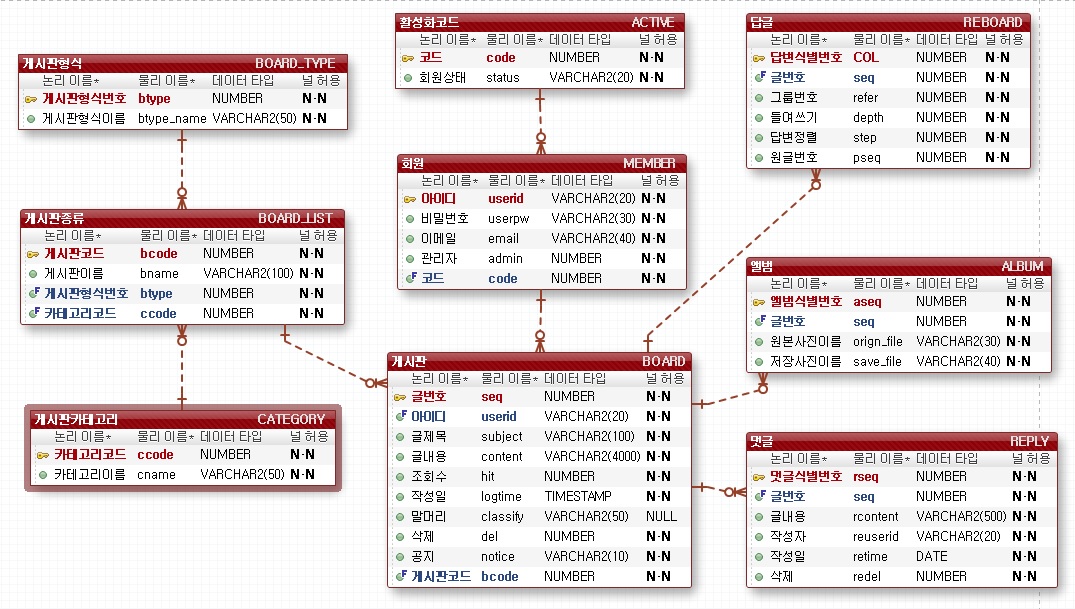 게시판형식 BOARD_TYPE
논리 이름* 물리 이름* 데이터 타입 널 허용
게시판형식번호 btype NUMBER N-N
게시판형식이름 btype_name VARCHAR2(50) N-N
게시판종류 BOARD_LIST
논리 이름* 물리 이름* 데이터 타입 널 허용
게시판코드 bcode NUMBER N-N
게시판이름 bname VARCHAR2(100) N-N
게시판형식번호 btype NUMBER N-N
카테고리코드 ccode NUMBER N-N
게시판카테고리 CATEGORY
논리 이름* 물리 이름* 데이터 타입 널 허용
카테고리코드 ccode NUMBER N-N
카테고리이름 cname VARCHAR2(50) N-N
활성화코드 ACTIVE
논리 이름* 물리 이름* 데이터 타입 널 허용
코드 code NUMBER N-N
회원상태 status VARCHAR2(20) N-N
회원 MEMBER
논리 이름* 물리 이름* 데이터 타입 널 허용
아이디 userid VARCHAR2(20) N-N
비밀번호 userpw VARCHAR2(30) N-N
이메일 email VARCHAR2(40) N-N
관리자 admin NUMBER N-N
코드 code NUMBER N-N
게시판 BOARD
논리 이름* 물리 이름* 데이터 타입 널 허용
글번호 seq NUMBER N-N
아이디 userid VARCHAR2(20) N-N
글제목 subject VARCHAR2(100) N-N
글내용 content VARCHAR2(4000) N-N
조회수 hit NUMBER N-N
작성일 logtime TIMESTAMP N-N
말머리 classify VARCHAR2(50) NULL
삭제 del NUMBER N-N
공지 notice VARCHAR2(10) N-N
게시판코드 bcode NUMBER N-N
답글 REBOARD
논리 이름* 물리 이름* 데이터 타입 널 허용
답변식별번호 COL NUMBER N-N
글번호 seq NUMBER N-N
그룹번호 refer NUMBER N-N
들여쓰기 depth NUMBER N-N
답변정렬 step NUMBER N-N
원글번호 pseq NUMBER N-N
앨범 ALBUM
논리 이름* 물리 이름* 데이터 타입 널 허용
앨범식별번호 aseq NUMBER N-N
글번호 seq NUMBER N-N
원본사진이름 orign_file VARCHAR2(30) N-N
저장사진이름 save_file VARCHAR2(40) N-N
댓글 REPLY
논리 이름* 물리 이름* 데이터 타입 널 허용
댓글식별번호 rseq NUMBER N-N
글번호 seq NUMBER N-N
글내용 rcontent VARCHAR2(500) N-N
작성자 reuserid VARCHAR2(20) N-N
작성일 retime DATE N-N
삭제 redel NUMBER N-N